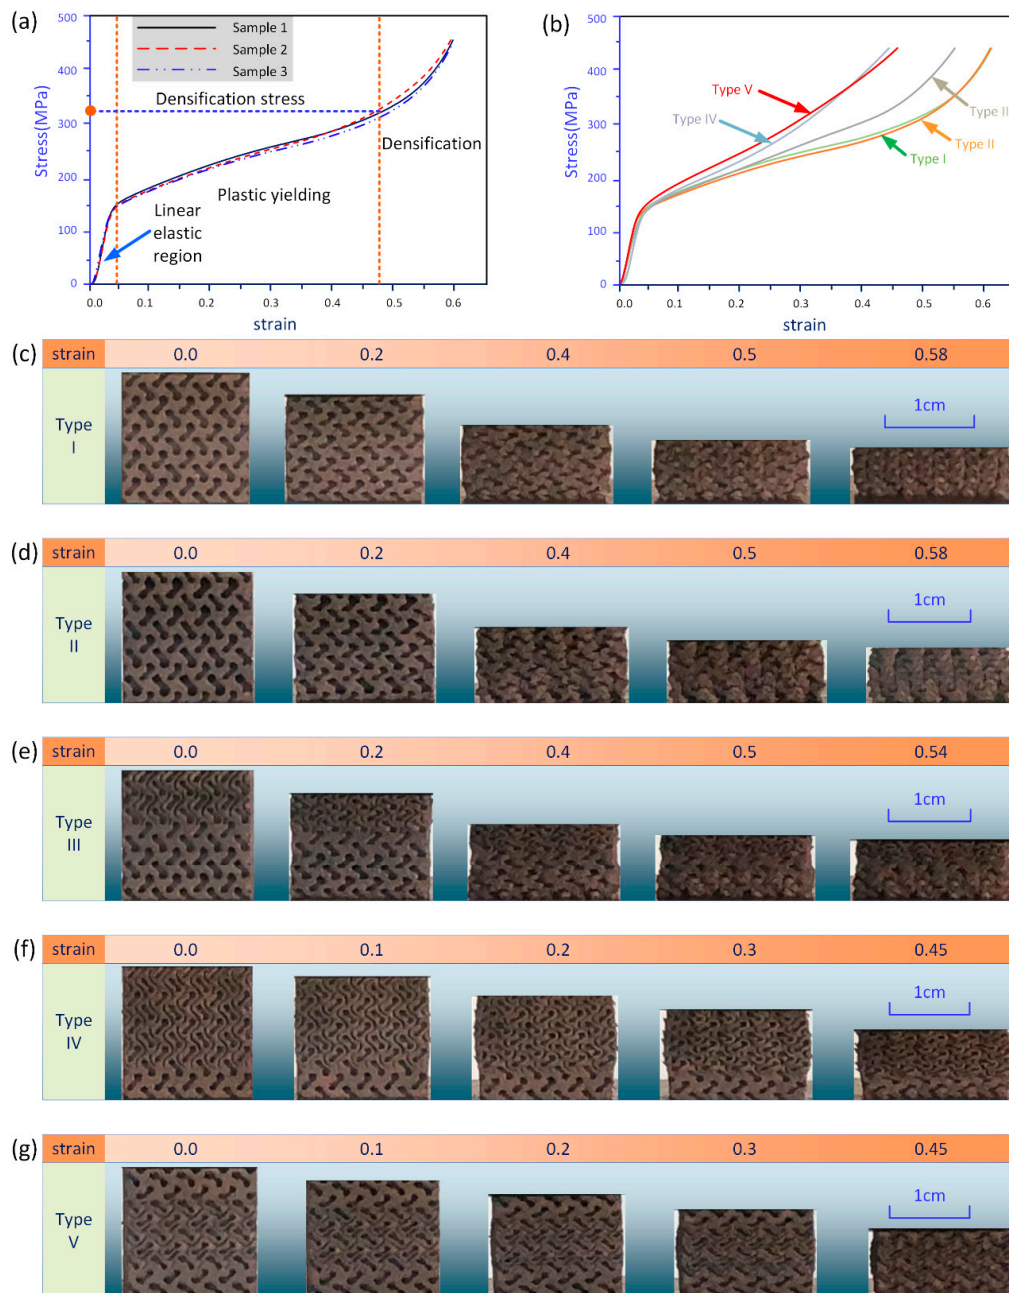 (a)
500
400
300
200
100
0
Stress(MPa)
Sample 1
Sample 2
Sample 3
Densification stress
Densification
Plastic yielding
Linear
elastic
region
0.0 0.1 0.2 0.3 0.4 0.5 0.6
strain
(b)
500
400
300
200
100
0
Stress(MPa)
Type V
Type IV
Type II
Type I
Type II
0.0 0.1 0.2 0.3 0.4 0.5 0.6
strain
(c)
strain 0.0 0.2 0.4 0.5 0.58
Type
I
1cm
(d)
strain 0.0 0.2 0.4 0.5 0.58
Type
II
1cm
(e)
strain 0.0 0.2 0.4 0.5 0.54
Type
III
1cm
(f)
strain 0.0 0.1 0.2 0.3 0.45
Type
IV
1cm
(g)
strain 0.0 0.1 0.2 0.3 0.45
Type
V
1cm